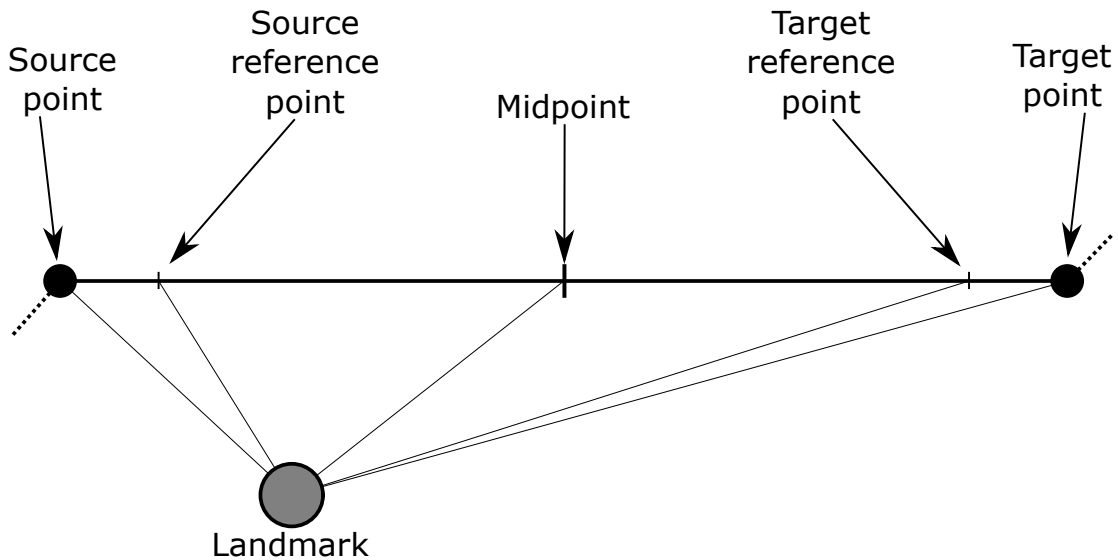 Source
point
Source
reference
point
Midpoint
Target
reference
point
Target
point
Landmark